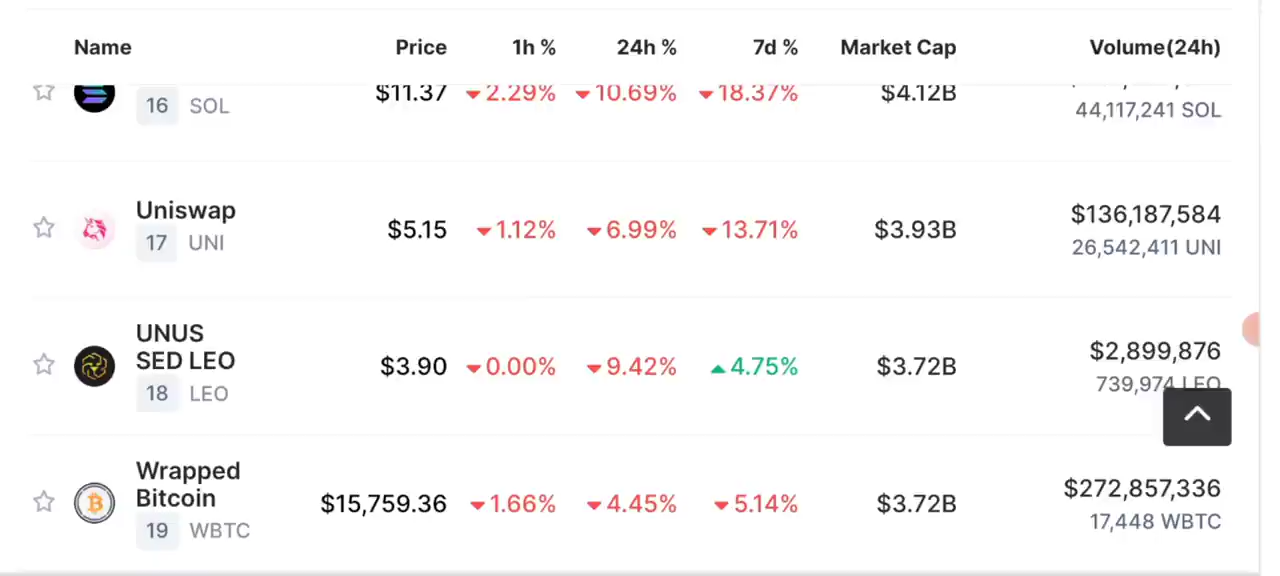 Name Price 1h % 24h % 7d % Market Cap Volume(24h)
$11.37 2.29% 10.69% 18.37% $4.12B
16 SOL 44,117,241 SOL
Uniswap $136,187,584
$5.15 1.12% 6.99% 13.71% $3.93B
17 UNI 26,542,411 UNI
UNUS
SED LEO $2,899,876
$3.90 0.00% 9.42% 4.75% $3.72B
18 LEO 739,974 LEO
Wrapped
Bitcoin $272,857,336
$15,759.36 1.66% 4.45% 5.14% $3.72B
19 WBTC 17,448 WBTC